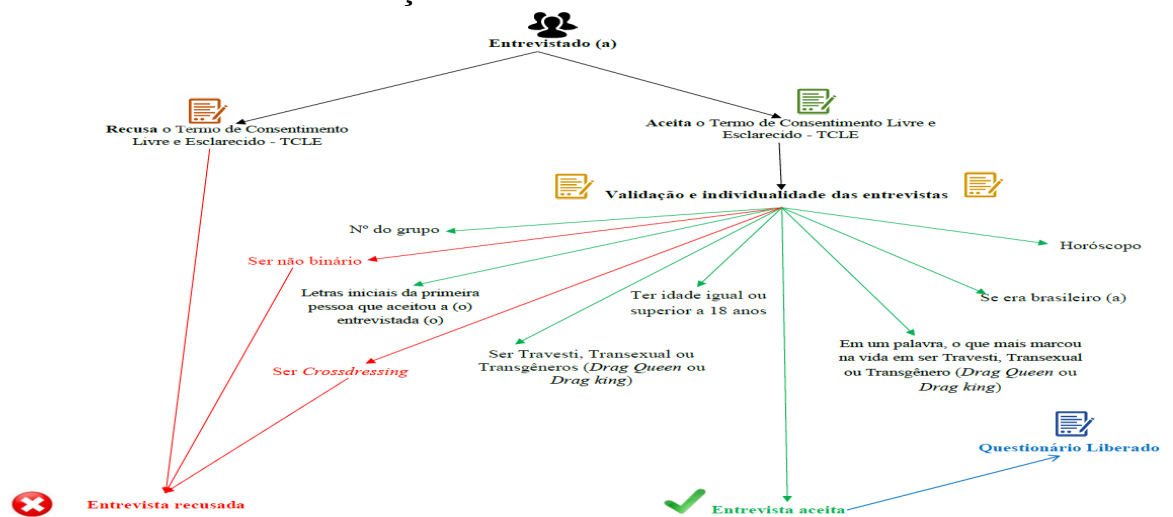 Entrevistado (a)
Recusa o Termo de Consentimento
Livre e Esclarecido - TCLE
Aceita o Termo de Consentimento Livre e
Esclarecido - TCLE
Validação e individualidade das entrevistas
Nº do grupo
Horóscopo
Ser não binário
Letras iniciais da primeira
pessoa que aceitou a (o)
entrevistada (o)
Ter idade igual ou
superior a 18 anos
Se era brasileiro (a)
Ser Crossdressing
Ser Travesti, Transexual ou
Transgêneros (Drag Queen ou
Drag king)
Em um palavra, o que mais marcou
na vida em ser Travesti, Transexual
ou Transgênero (Drag Queen ou
Drag king)
Questionário Liberado
Entrevista recusada
Entrevista aceita